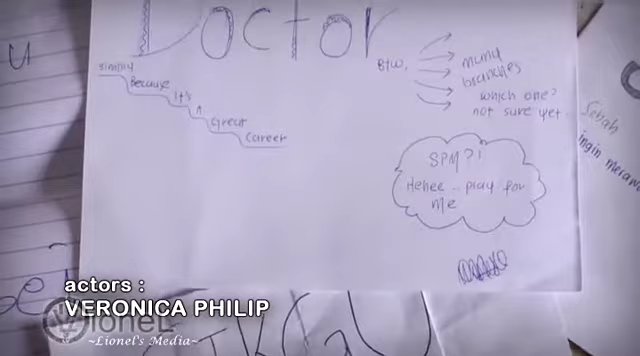 Doctor
simply
Because
It's
A
Great
Career
Btw,
many
branches
which one?
not sure yet.
SPM?!
Hehee.. pray for
me
Sebab
ingin merawa
u
actors :
VERONICA PHILIP
Lionel
~Lionel's Media~